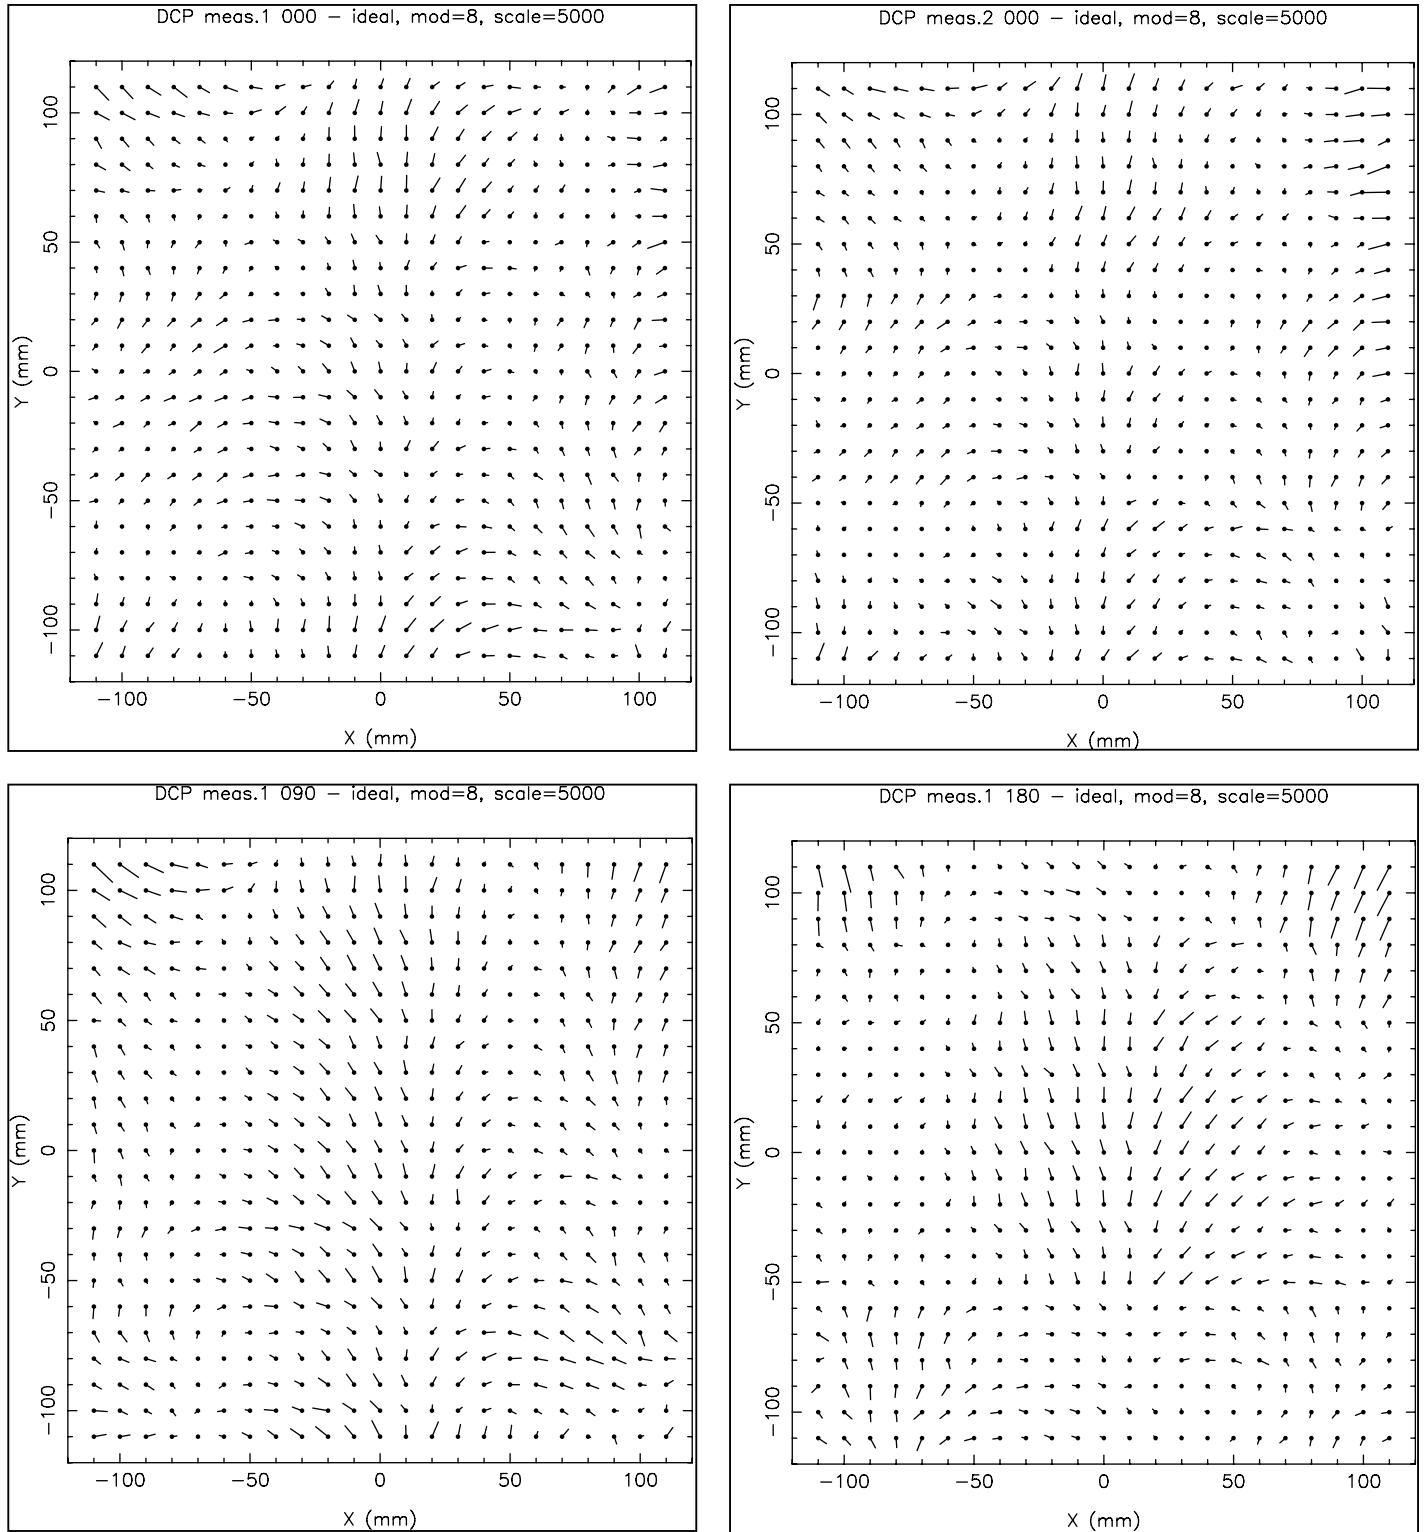 DCP meas.1 000 − ideal, mod=8, scale=5000
100
50
0
−50
−100
Y (mm)
−100 −50 0 50 100
X (mm)
DCP meas.2 000 − ideal, mod=8, scale=5000
100
50
0
−50
−100
Y (mm)
−100 −50 0 50 100
X (mm)
DCP meas.1 090 − ideal, mod=8, scale=5000
100
50
0
−50
−100
Y (mm)
−100 −50 0 50 100
X (mm)
DCP meas.1 180 − ideal, mod=8, scale=5000
100
50
0
−50
−100
Y (mm)
−100 −50 0 50 100
X (mm)